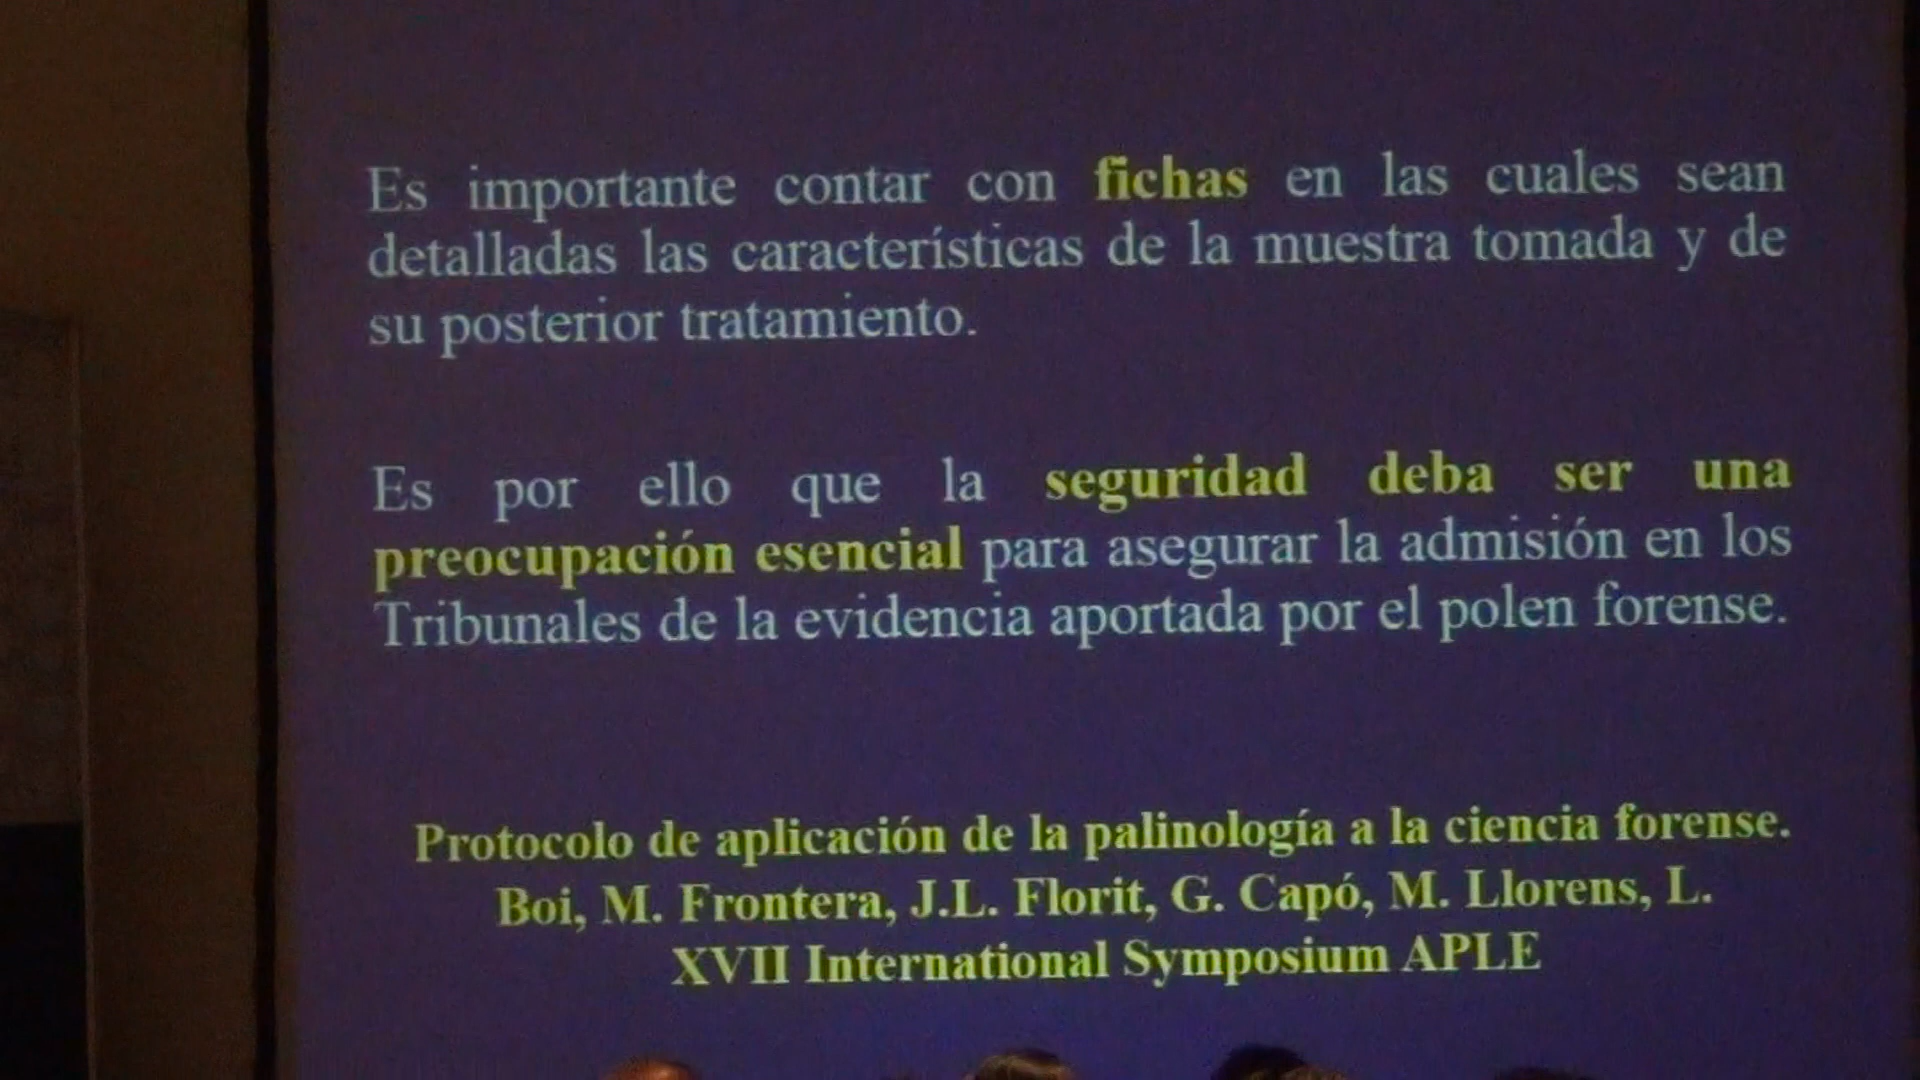 Es importante contar con fichas en las cuales sean
detalladas las características de la muestra tomada y de
su posterior tratamiento.
Es por ello que la seguridad deba ser una
preocupación esencial para asegurar la admisión en los
Tribunales de la evidencia aportada por el polen forense.
Protocolo de aplicación de la palinología a la ciencia forense.
Boi, M. Frontera, J.L. Florit, G. Capó, M. Llorens, L.
XVII International Symposium APLE